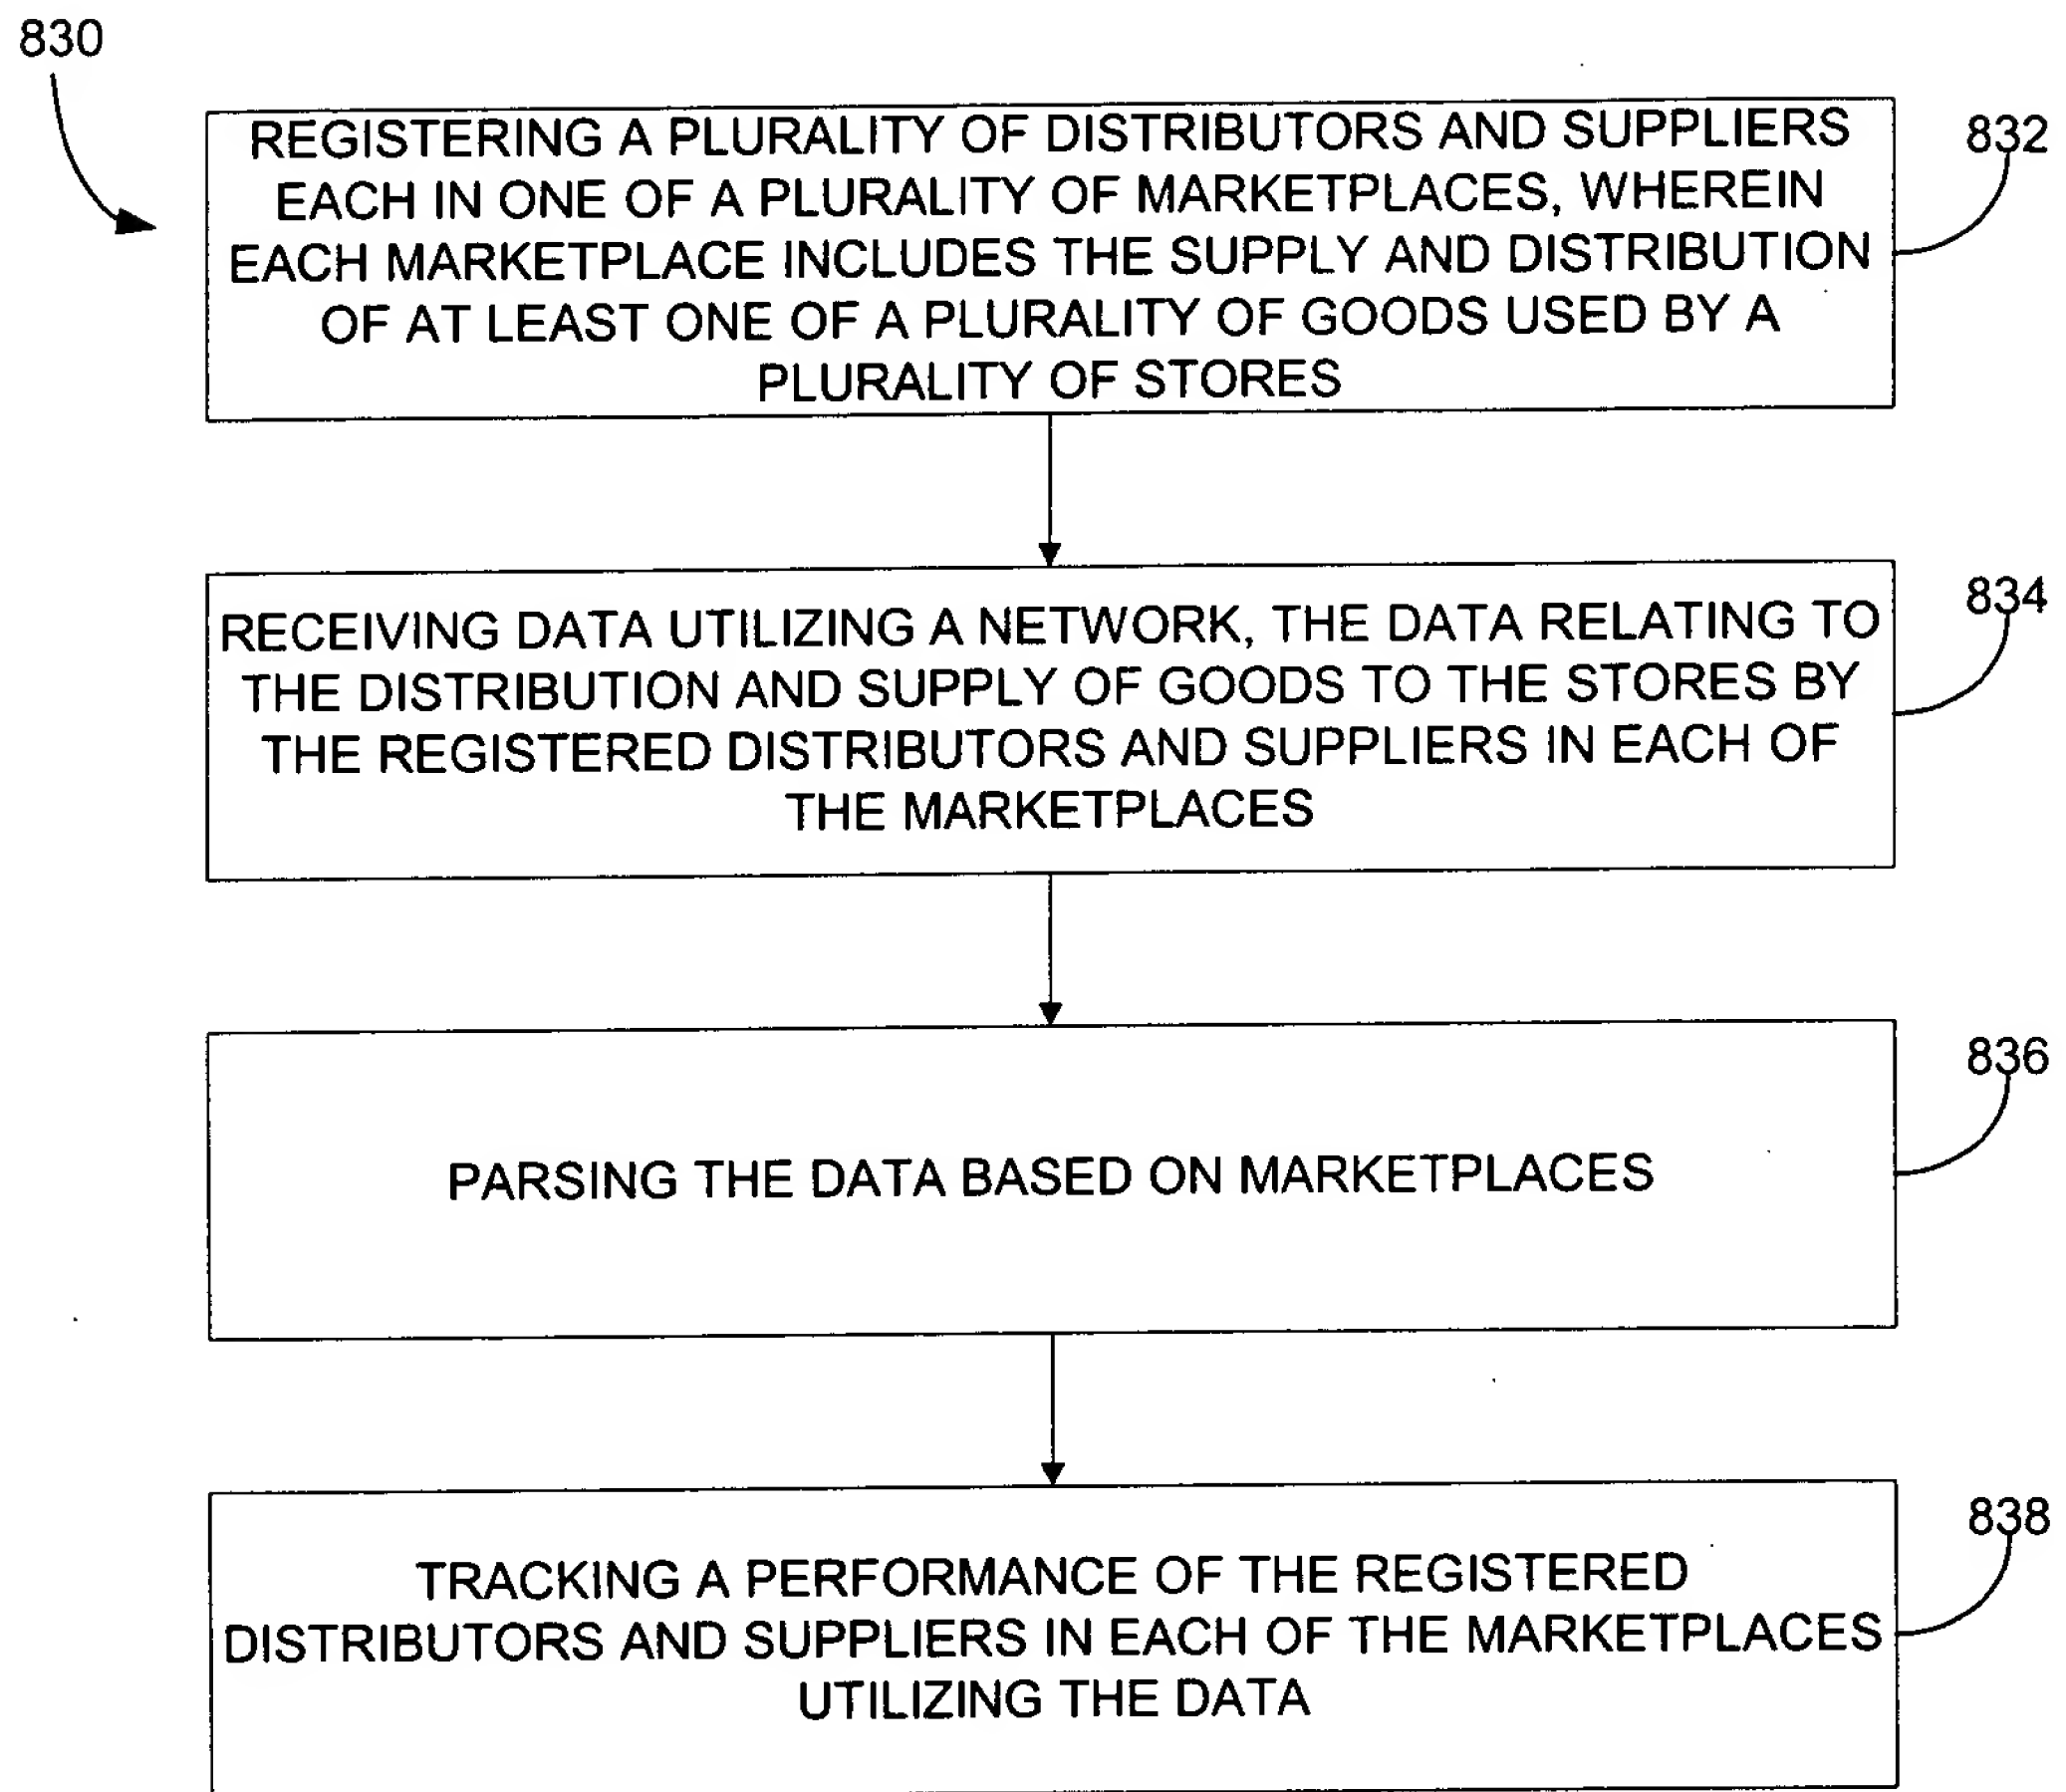 830
REGISTERING A PLURALITY OF DISTRIBUTORS AND SUPPLIERS
EACH IN ONE OF A PLURALITY OF MARKETPLACES, WHEREIN
EACH MARKETPLACE INCLUDES THE SUPPLY AND DISTRIBUTION
OF AT LEAST ONE OF A PLURALITY OF GOODS USED BY A
PLURALITY OF STORES
832
RECEIVING DATA UTILIZING A NETWORK, THE DATA RELATING TO
THE DISTRIBUTION AND SUPPLY OF GOODS TO THE STORES BY
THE REGISTERED DISTRIBUTORS AND SUPPLIERS IN EACH OF
THE MARKETPLACES
834
PARSING THE DATA BASED ON MARKETPLACES
836
TRACKING A PERFORMANCE OF THE REGISTERED
DISTRIBUTORS AND SUPPLIERS IN EACH OF THE MARKETPLACES
UTILIZING THE DATA
838